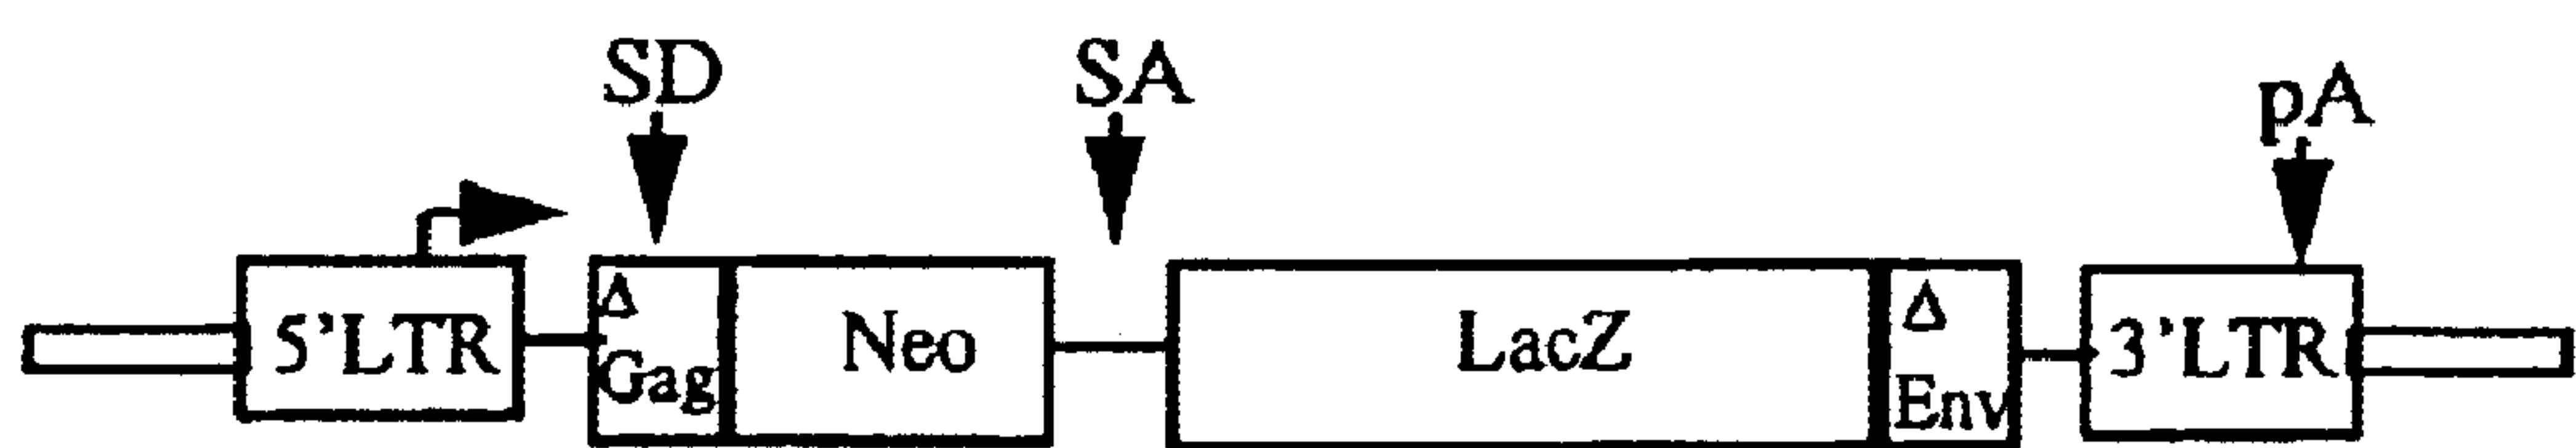 SD
SA
pA
5'LTR
Δ
Gag
Neo
LacZ
Δ
Env
3'LTR